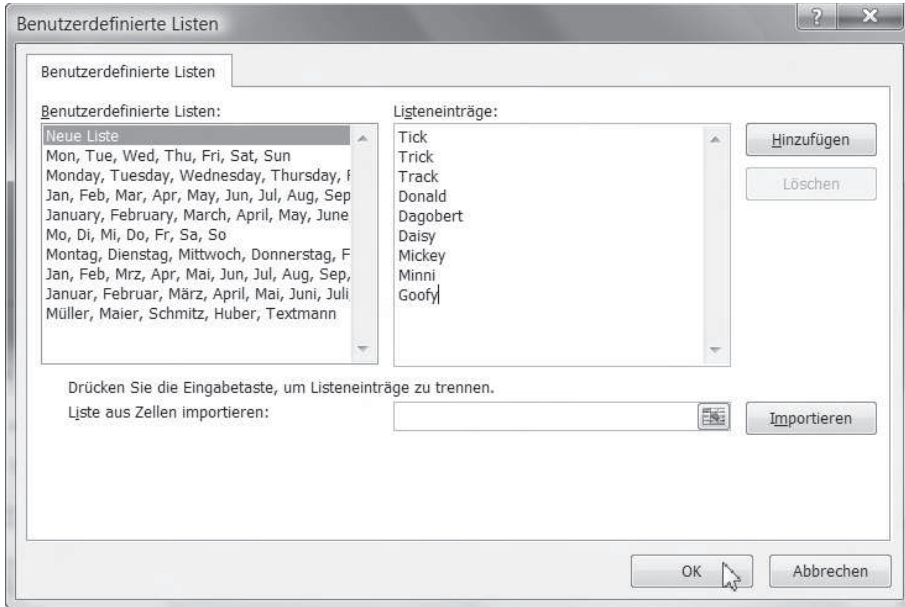 Benutzerdefinierte Listen
?
Benutzerdefinierte Listen
Benutzerdefinierte Listen:
Neue Liste
Mon, Tue, Wed, Thu, Fri, Sat, Sun
Monday, Tuesday, Wednesday, Thursday, F
Jan, Feb, Mar, Apr, May, Jun, Jul, Aug, Sep
January, February, March, April, May, June
Mo, Di, Mi, Do, Fr, Sa, So
Montag, Dienstag, Mittwoch, Donnerstag, F
Jan, Feb, Mrz, Apr, Mai, Jun, Jul, Aug, Sep,
Januar, Februar, März, April, Mai, Juni, Juli,
Müller, Maier, Schmitz, Huber, Textmann
Listeneinträge:
Tick
Trick
Track
Donald
Dagobert
Daisy
Mickey
Minni
Goofy
Hinzufügen
Löschen
Drücken Sie die Eingabetaste, um Listeneinträge zu trennen.
Liste aus Zellen importieren:
Importieren
OK
Abbrechen